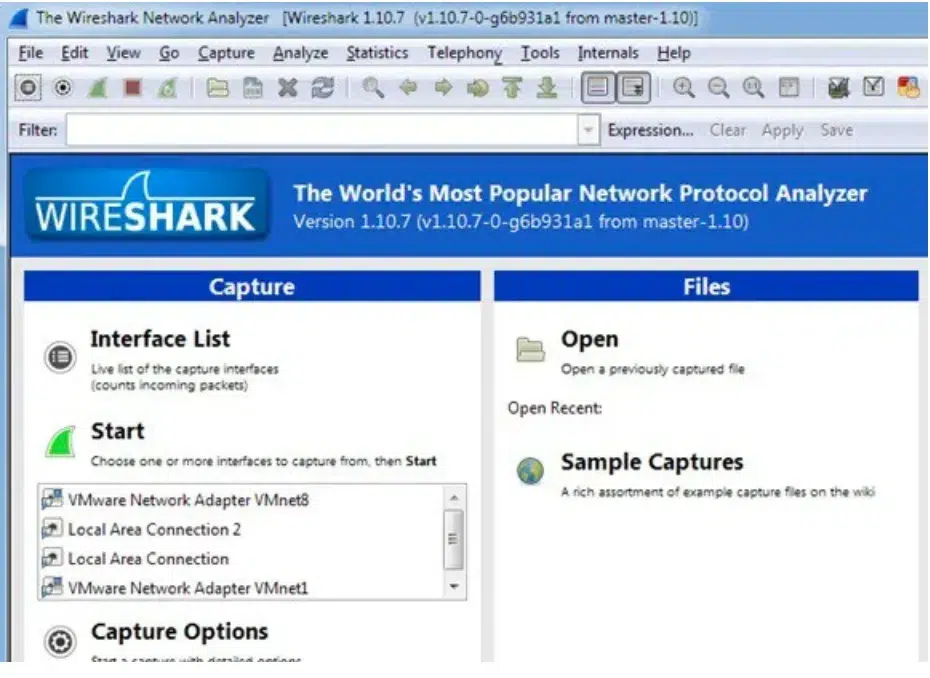 The Wireshark Network Analyzer [Wireshark 1.10.7 (v1.10.7-0-g6b931a1 from master-1.10)]
File Edit View Go Capture Analyze Statistics Telephony Tools Internals Help
Filter: Expression... Clear Apply Save
WIRESHARK
The World's Most Popular Network Protocol Analyzer
Version 1.10.7 (v1.10.7-0-g6b931a1 from master-1.10)
Capture
Interface List
Live list of the capture interfaces
(counts incoming packets)
Start
Choose one or more interfaces to capture from, then Start
VMware Network Adapter VMnet8
Local Area Connection 2
Local Area Connection
VMware Network Adapter VMnet1
Capture Options
Start a capture with detailed options
Files
Open
Open a previously captured file
Open Recent:
Sample Captures
A rich assortment of example capture files on the wiki